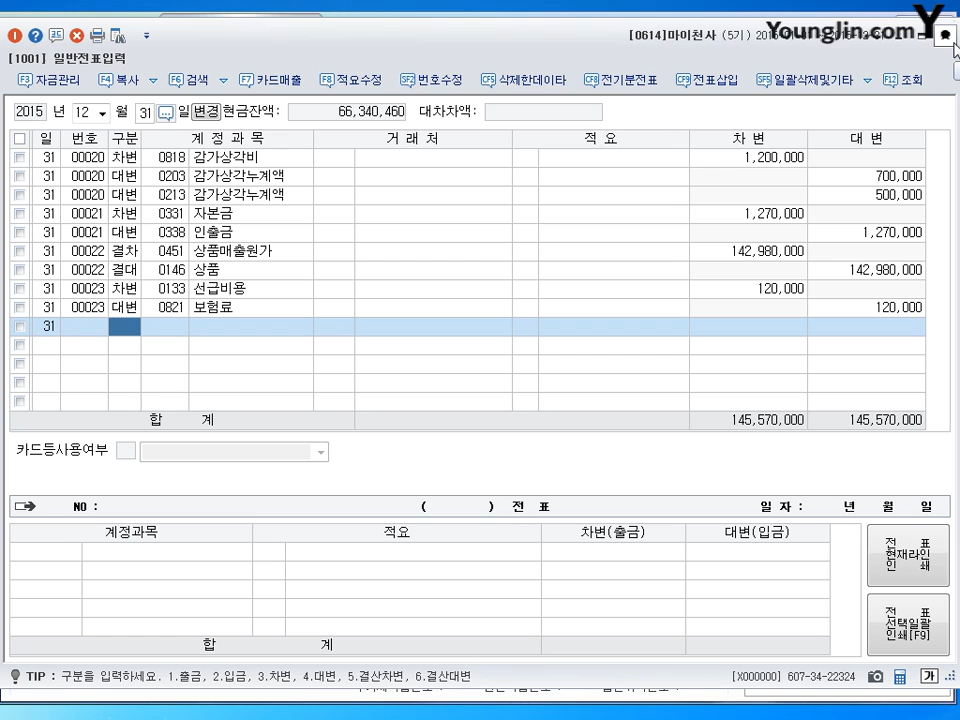 Younglin.com Y
[0614]마이천사 (5기)
[1001] 일반전표입력
F3 자금관리 F4 복사 F6 검색 F7 카드매출 F8 적요수정 SF2 번호수정 CF5 삭제한데이타 CF8 전기분전표 CF9 전표삽입 SF5 일괄삭제및기타 F12 조회
2015 년 12 월 31 ... 일 변경 현금잔액: 66,340,460 대차차액:
일 번호 구분 계 정 과 목 거 래 처 적 요 차 변 대 변
31 00020 차변 0818 감가상각비 1,200,000
31 00020 대변 0203 감가상각누계액 700,000
31 00020 대변 0213 감가상각누계액 500,000
31 00021 차변 0331 자본금 1,270,000
31 00021 대변 0338 인출금 1,270,000
31 00022 결차 0451 상품매출원가 142,980,000
31 00022 결대 0146 상품 142,980,000
31 00023 차변 0133 선급비용 120,000
31 00023 대변 0821 보험료 120,000
31
합 계 145,570,000 145,570,000
카드등사용여부
NO : ( ) 전 표 일 자 : 년 월 일
계정과목 적요 차변(출금) 대변(입금)
전 표
현재라인
인 쇄
전 표
선택일괄
인쇄[F9]
합 계
TIP : 구분을 입력하세요. 1.출금, 2.입금, 3.차변, 4.대변, 5.결산차변, 6.결산대변 [X000000] 607-34-22324 가